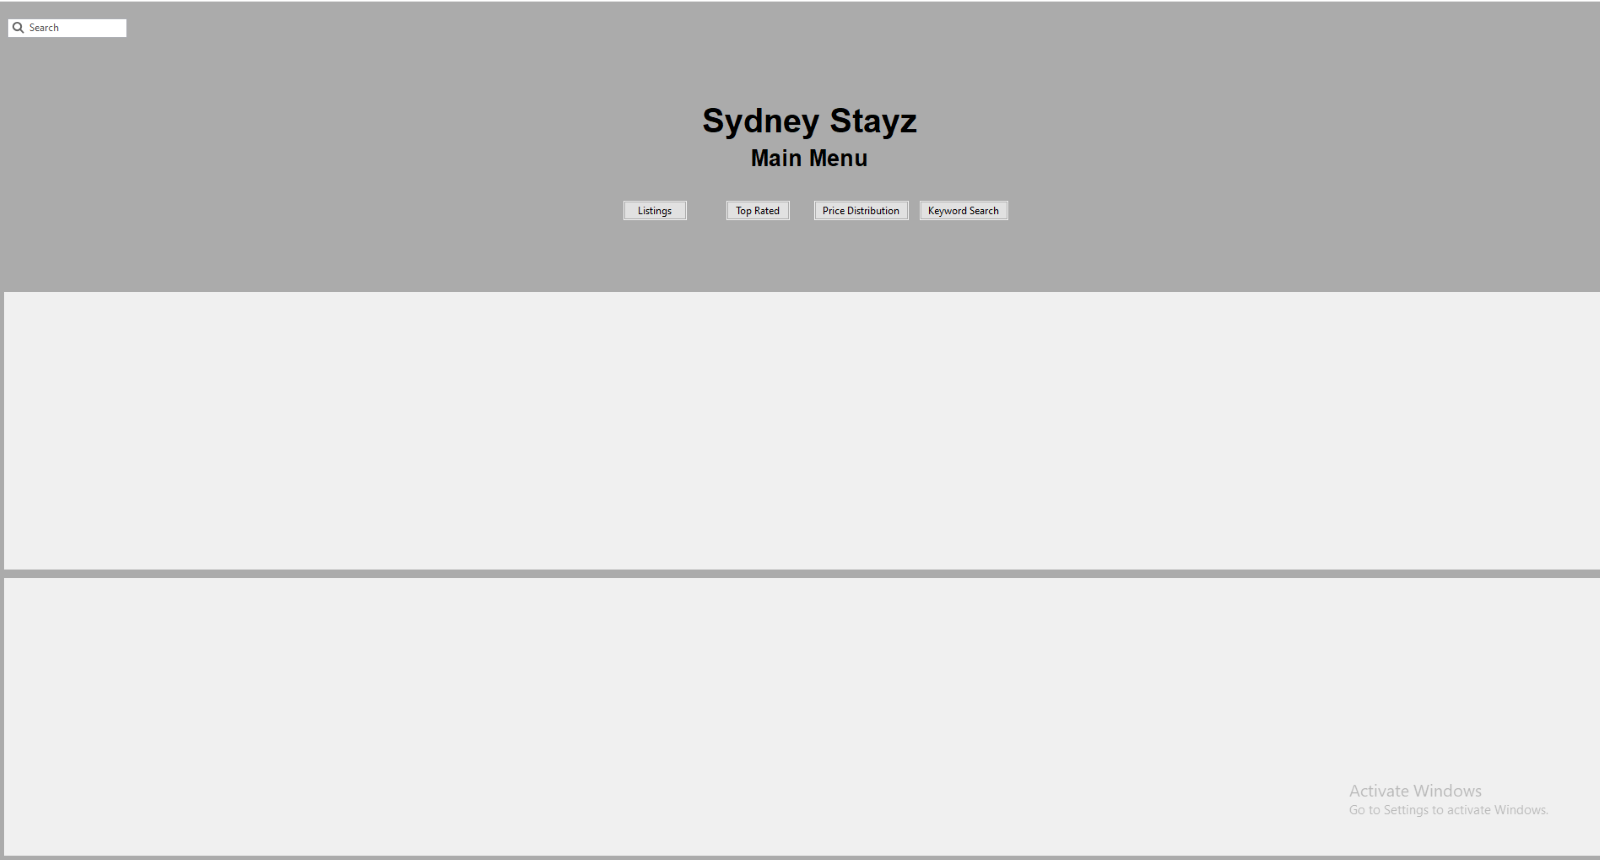 Search
Sydney Stayz
Main Menu
Listings
Top Rated
Price Distribution
Keyword Search
Activate Windows
Go to Settings to activate Windows.